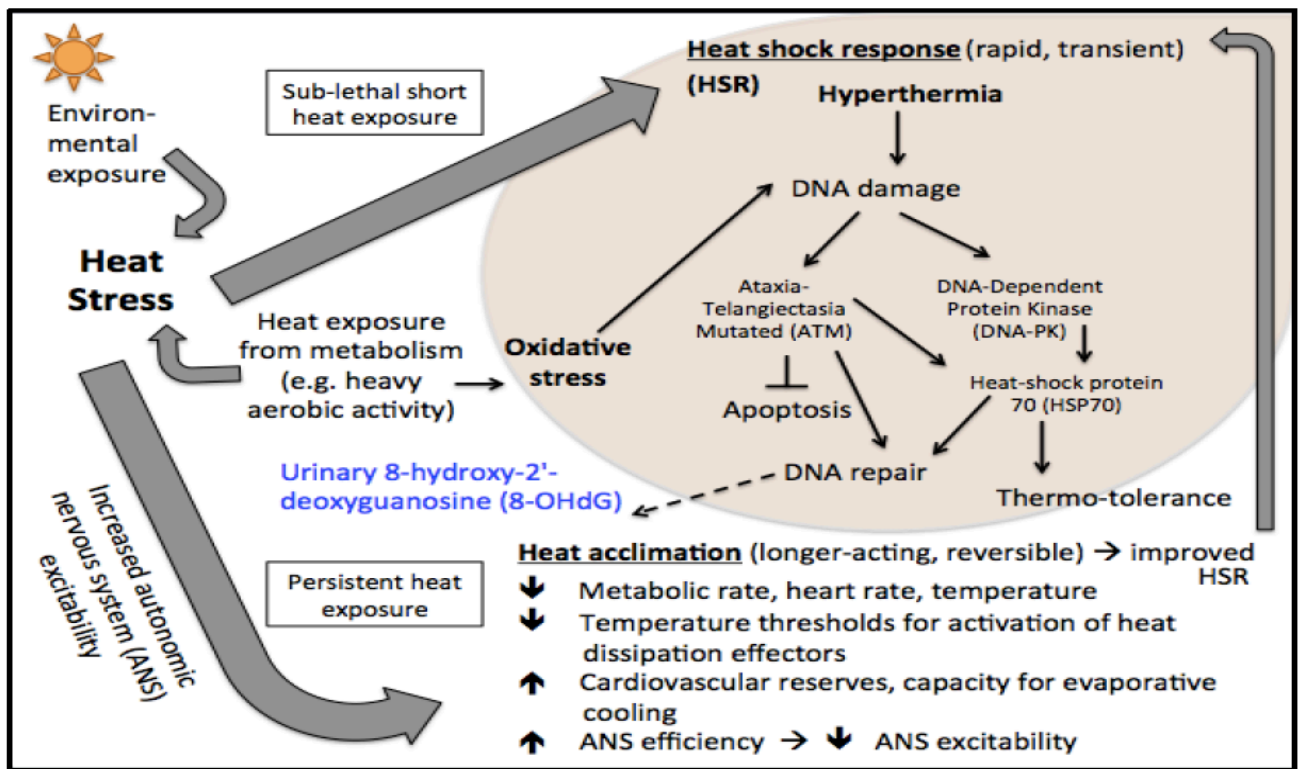 Heat shock response (rapid, transient)
(HSR)
Hyperthermia
Sub-lethal short
heat exposure
Environ-
mental
exposure
DNA damage
Heat
Stress
Ataxia-
Telangiectasia
Mutated (ATM)
DNA-Dependent
Protein Kinase
(DNA-PK)
Heat exposure
from metabolism
(e.g. heavy
aerobic activity)
Oxidative
stress
Heat-shock protein
70 (HSP70)
Apoptosis
DNA repair
Thermo-tolerance
Urinary 8-hydroxy-2'-
deoxyguanosine (8-OHdG)
Increased autonomic
nervous system (ANS)
excitability
Persistent heat
exposure
Heat acclimation (longer-acting, reversible) → improved
HSR
↓ Metabolic rate, heart rate, temperature
↓ Temperature thresholds for activation of heat
dissipation effectors
↑ Cardiovascular reserves, capacity for evaporative
cooling
↑ ANS efficiency → ↓ ANS excitability